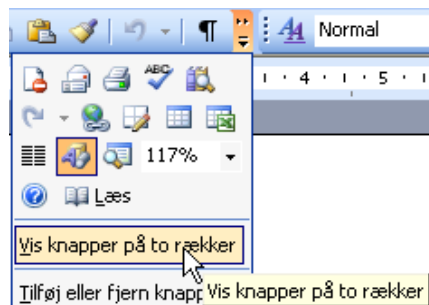 Normal
4 · 5
117%
Læs
Vis knapper på to rækker
Tilføj eller fjern knapp
Vis knapper på to rækker